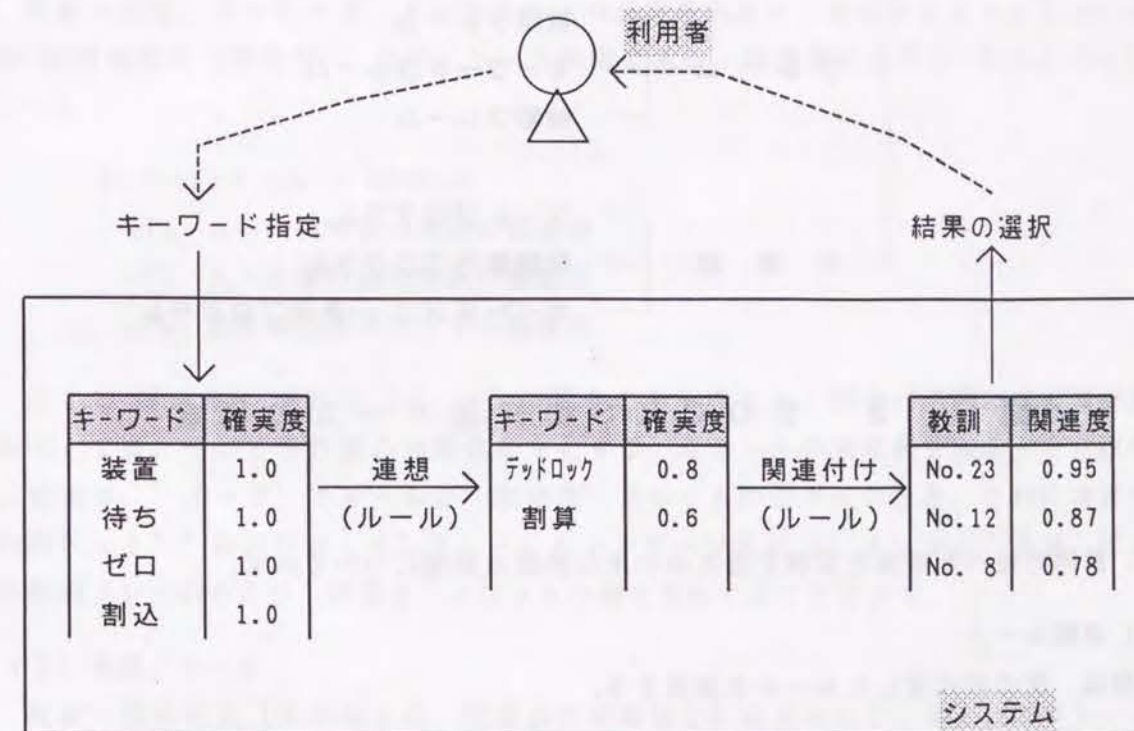 利用者
キーワード指定
結果の選択
キーワード 確実度
装置 1.0
待ち 1.0
ゼロ 1.0
割込 1.0
連想
(ルール)
キーワード 確実度
デッドロック 0.8
割算 0.6
関連付け
(ルール)
教訓 関連度
No.23 0.95
No.12 0.87
No. 8 0.78
システム